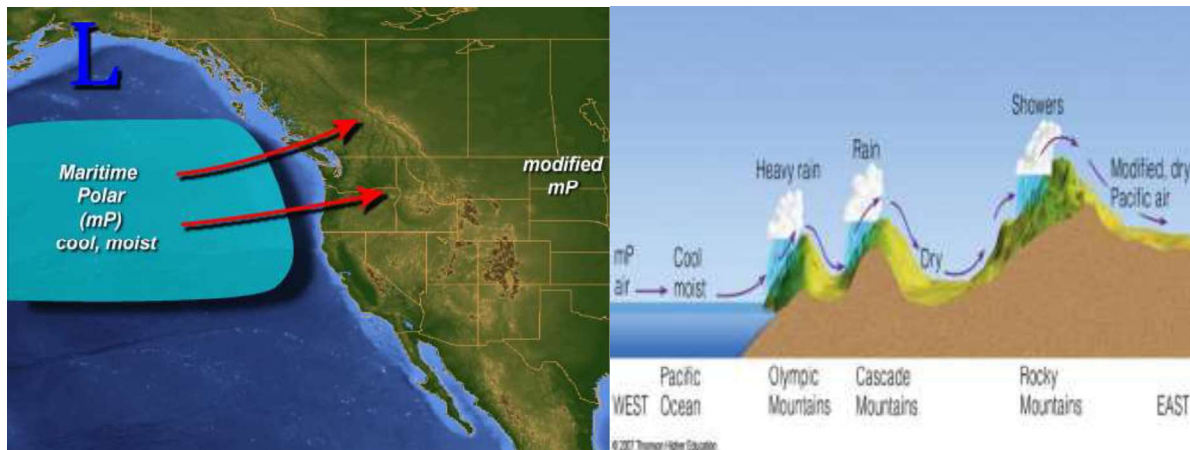 L
Maritime
Polar
(mP)
cool, moist
modified
mP
Showers
Rain
Heavy rain
Modified, dry
Pacific air
Dry
mP
air
Cool
moist
Pacific
Ocean
Olympic
Mountains
Cascade
Mountains
Rocky
Mountains
WEST
EAST
© 2007 Thomson Higher Education